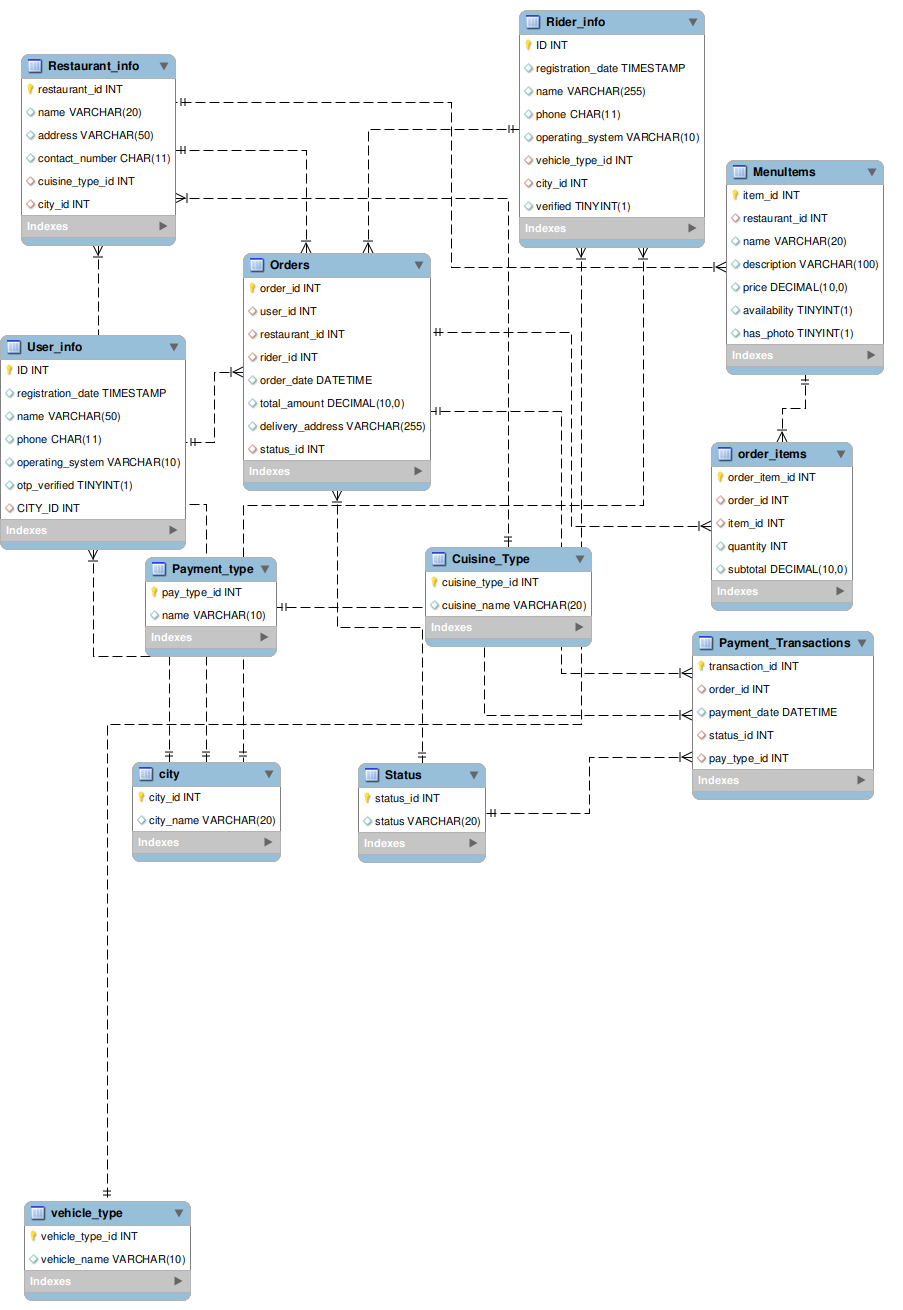 Rider_info
ID INT
registration_date TIMESTAMP
name VARCHAR(255)
phone CHAR(11)
operating_system VARCHAR(10)
vehicle_type_id INT
city_id INT
verified TINYINT(1)
Indexes
Restaurant_info
restaurant_id INT
name VARCHAR(20)
address VARCHAR(50)
contact_number CHAR(11)
cuisine_type_id INT
city_id INT
Indexes
MenuItems
item_id INT
restaurant_id INT
name VARCHAR(20)
description VARCHAR(100)
price DECIMAL(10,0)
availability TINYINT(1)
has_photo TINYINT(1)
Indexes
Orders
order_id INT
user_id INT
restaurant_id INT
rider_id INT
order_date DATETIME
total_amount DECIMAL(10,0)
delivery_address VARCHAR(255)
status_id INT
Indexes
User_info
ID INT
registration_date TIMESTAMP
name VARCHAR(50)
phone CHAR(11)
operating_system VARCHAR(10)
otp_verified TINYINT(1)
CITY_ID INT
Indexes
order_items
order_item_id INT
order_id INT
item_id INT
quantity INT
subtotal DECIMAL(10,0)
Indexes
Payment_type
pay_type_id INT
name VARCHAR(10)
Indexes
Cuisine_Type
cuisine_type_id INT
cuisine_name VARCHAR(20)
Indexes
Payment_Transactions
transaction_id INT
order_id INT
payment_date DATETIME
status_id INT
pay_type_id INT
Indexes
city
city_id INT
city_name VARCHAR(20)
Indexes
Status
status_id INT
status VARCHAR(20)
Indexes
vehicle_type
vehicle_type_id INT
vehicle_name VARCHAR(10)
Indexes